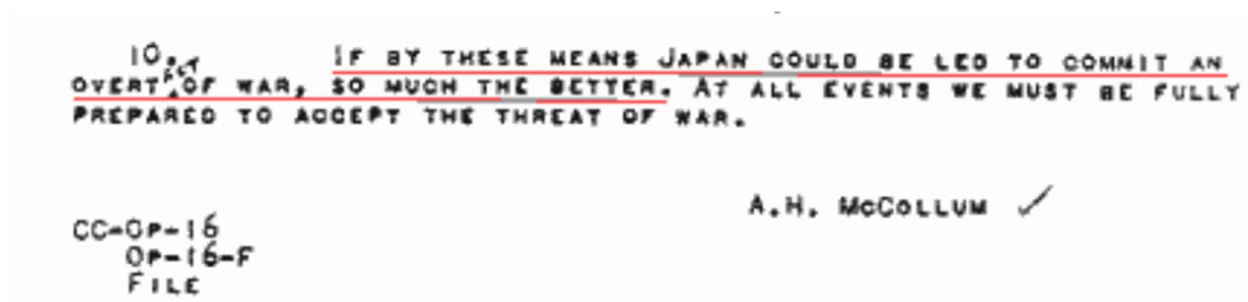 10. IF BY THESE MEANS JAPAN COULD BE LED TO COMMIT AN
OVERT ACT OF WAR, SO MUCH THE BETTER. AT ALL EVENTS WE MUST BE FULLY
PREPARED TO ACCEPT THE THREAT OF WAR.
A.H. McCOLLUM
CC-OP-16
OP-16-F
FILE